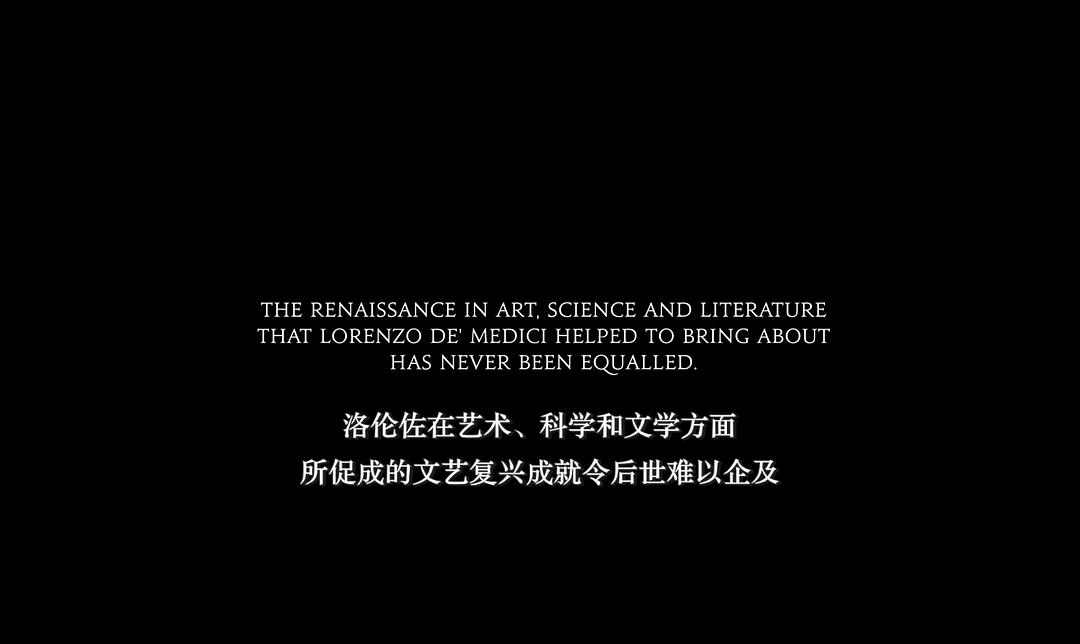 THE RENAISSANCE IN ART, SCIENCE AND LITERATURE
THAT LORENZO DE' MEDICI HELPED TO BRING ABOUT
HAS NEVER BEEN EQUALLED.
洛伦佐在艺术、科学和文学方面
所促成的文艺复兴成就令后世难以企及